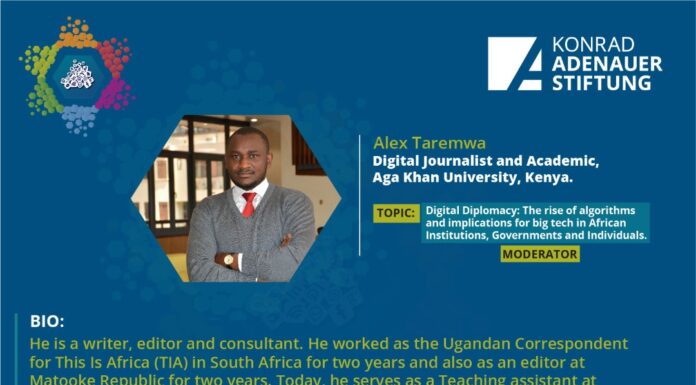 KONRAD
ADENAUER
STIFTUNG
Alex Taremwa
Digital Journalist and Academic,
Aga Khan University, Kenya.
TOPIC:
Digital Diplomacy: The rise of algorithms
and implications for big tech in African
Institutions, Governments and Individuals.
MODERATOR
BIO:
He is a writer, editor and consultant. He worked as the Ugandan Correspondent
for This Is Africa (TIA) in South Africa for two years and also as an editor at
Matooke Republic for two years. Today, he serves as a Teaching assistant at